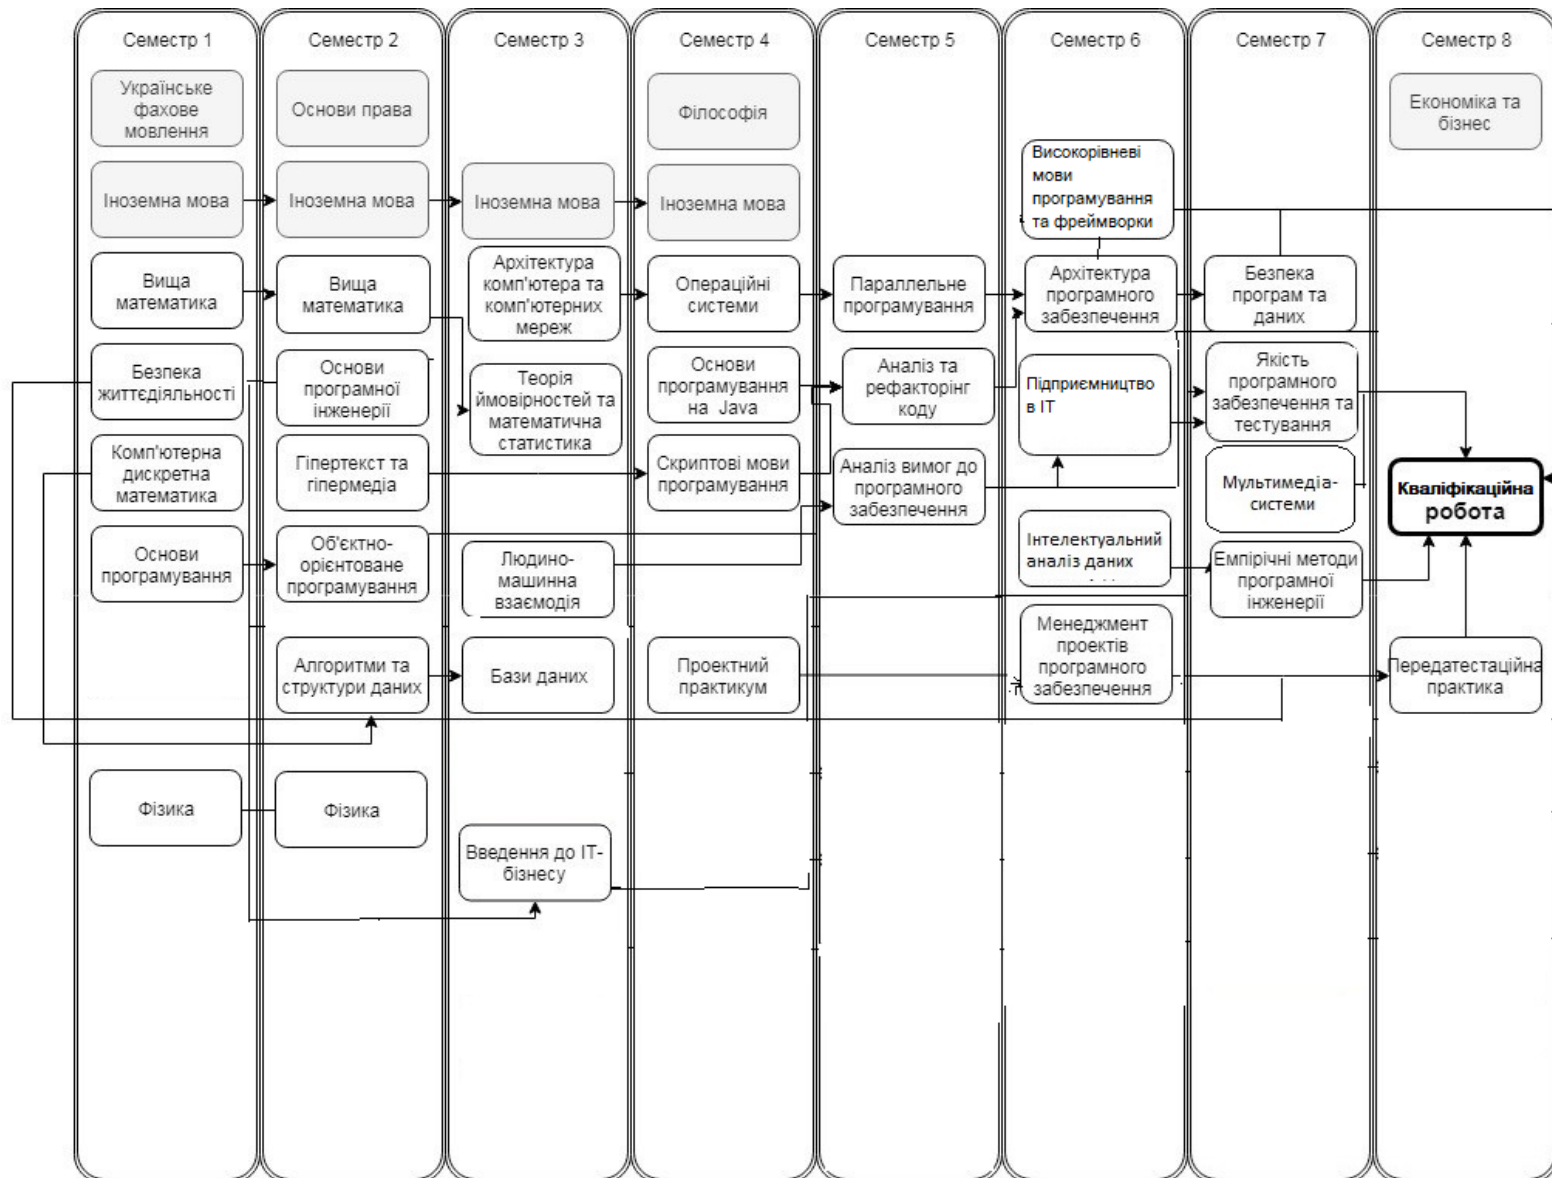 Семестр 1
Українське
фахове
мовлення
Іноземна мова
Вища
математика
Безпека
життєдіяльності
Комп'ютерна
дискретна
математика
Основи
програмування
Фізика
Семестр 2
Основи права
Іноземна мова
Вища
математика
Основи
програмної
інженерії
Гіпертекст та
гіпермедіа
Об'єктно-
орієнтоване
програмування
Алгоритми та
структури даних
Фізика
Семестр 3
Іноземна мова
Архітектура
комп'ютера та
комп'ютерних
мереж
Теорія
ймовірностей та
математична
статистика
Людино-
машинна
взаємодія
Бази даних
Введення до ІТ-
бізнесу
Семестр 4
Філософія
Іноземна мова
Операційні
системи
Основи
програмування
на Java
Скриптові мови
програмування
Проектний
практикум
Семестр 5
Параллельне
програмування
Аналіз та
рефакторінг
коду
Аналіз вимог до
програмного
забезпечення
Семестр 6
Високорівневі
мови
програмування
та фреймворки
Архітектура
програмного
забезпечення
Підприємництво
в ІТ
Інтелектуальний
аналіз даних
Менеджмент
проектів
програмного
забезпечення
Семестр 7
Безпека
програм та
даних
Якість
програмного
забезпечення та
тестування
Мультимедіа-
системи
Емпірічні методи
програмної
інженерії
Семестр 8
Економіка та
бізнес
Кваліфікаційна
робота
Передатестаційна
практика